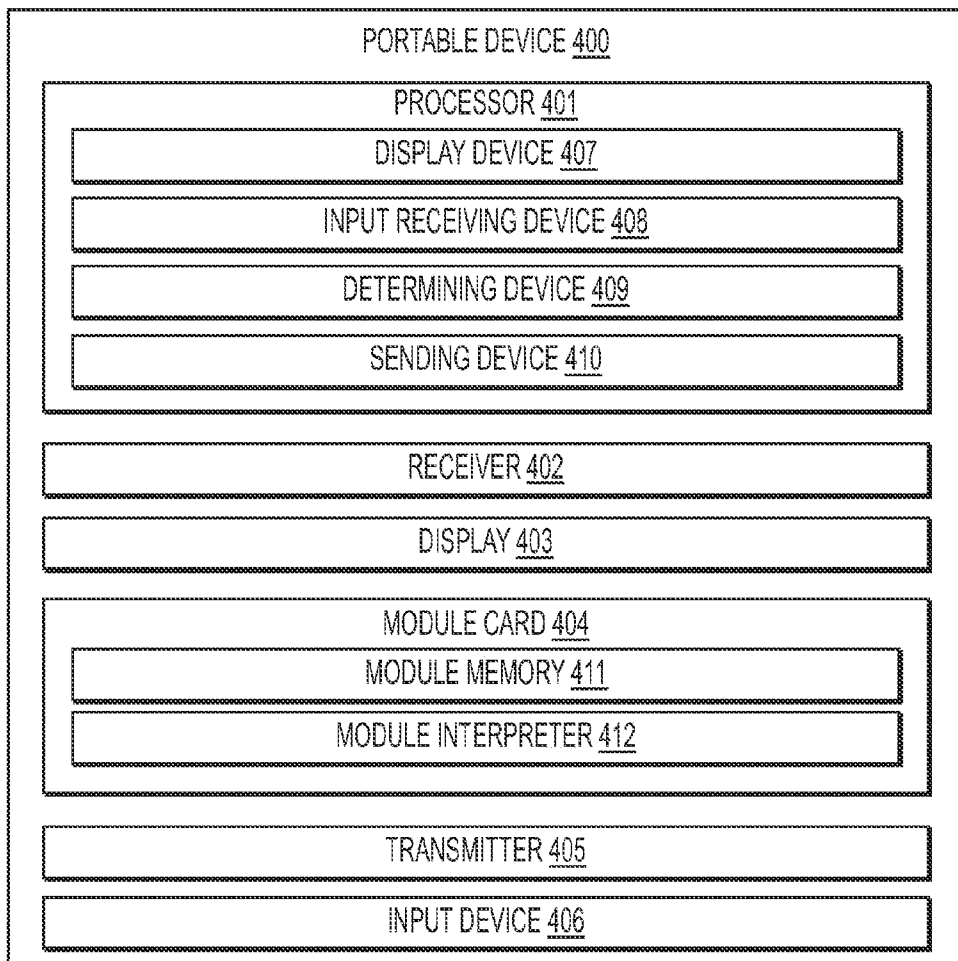 PORTABLE DEVICE 400
PROCESSOR 401
DISPLAY DEVICE 407
INPUT RECEIVING DEVICE 408
DETERMINING DEVICE 409
SENDING DEVICE 410
RECEIVER 402
DISPLAY 403
MODULE CARD 404
MODULE MEMORY 411
MODULE INTERPRETER 412
TRANSMITTER 405
INPUT DEVICE 406